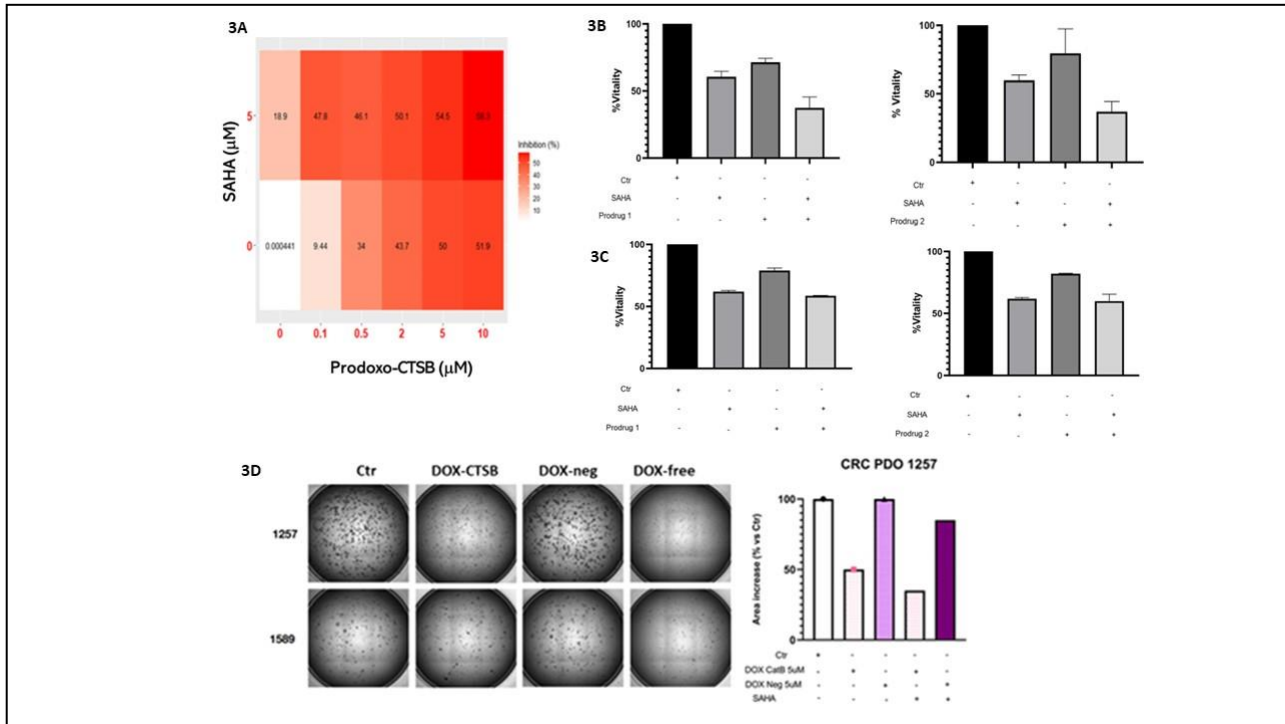 3A
SAHA (µM)
5
0
18.9 47.8 46.1 50.1 54.5
0.000441 9.44 34 43.7 50 51.9
0 0.1 0.5 2 5 10
Prodoxo-CTSB (µM)
Inhibition (%)
50
40
30
20
10
3B
%Vitality
100
50
0
Ctr + - - -
SAHA - + - +
Prodrug 1 - - + +
% Vitality
100
50
0
Ctr + - - -
SAHA - + - +
Prodrug 2 - - + +
3C
%Vitality
100
50
0
Ctr + - - -
SAHA - + - +
Prodrug 1 - - + +
%Vitality
100
50
0
Ctr + - - -
SAHA - + - +
Prodrug 2 - - + +
3D
Ctr DOX-CTSB DOX-neg DOX-free
1257
1589
CRC PDO 1257
Area increase (% vs Ctr)
100
50
0
Ctr + - - - -
DOX CatB 5uM - + - + -
DOX Neg 5uM - - + - +
SAHA - - - + +